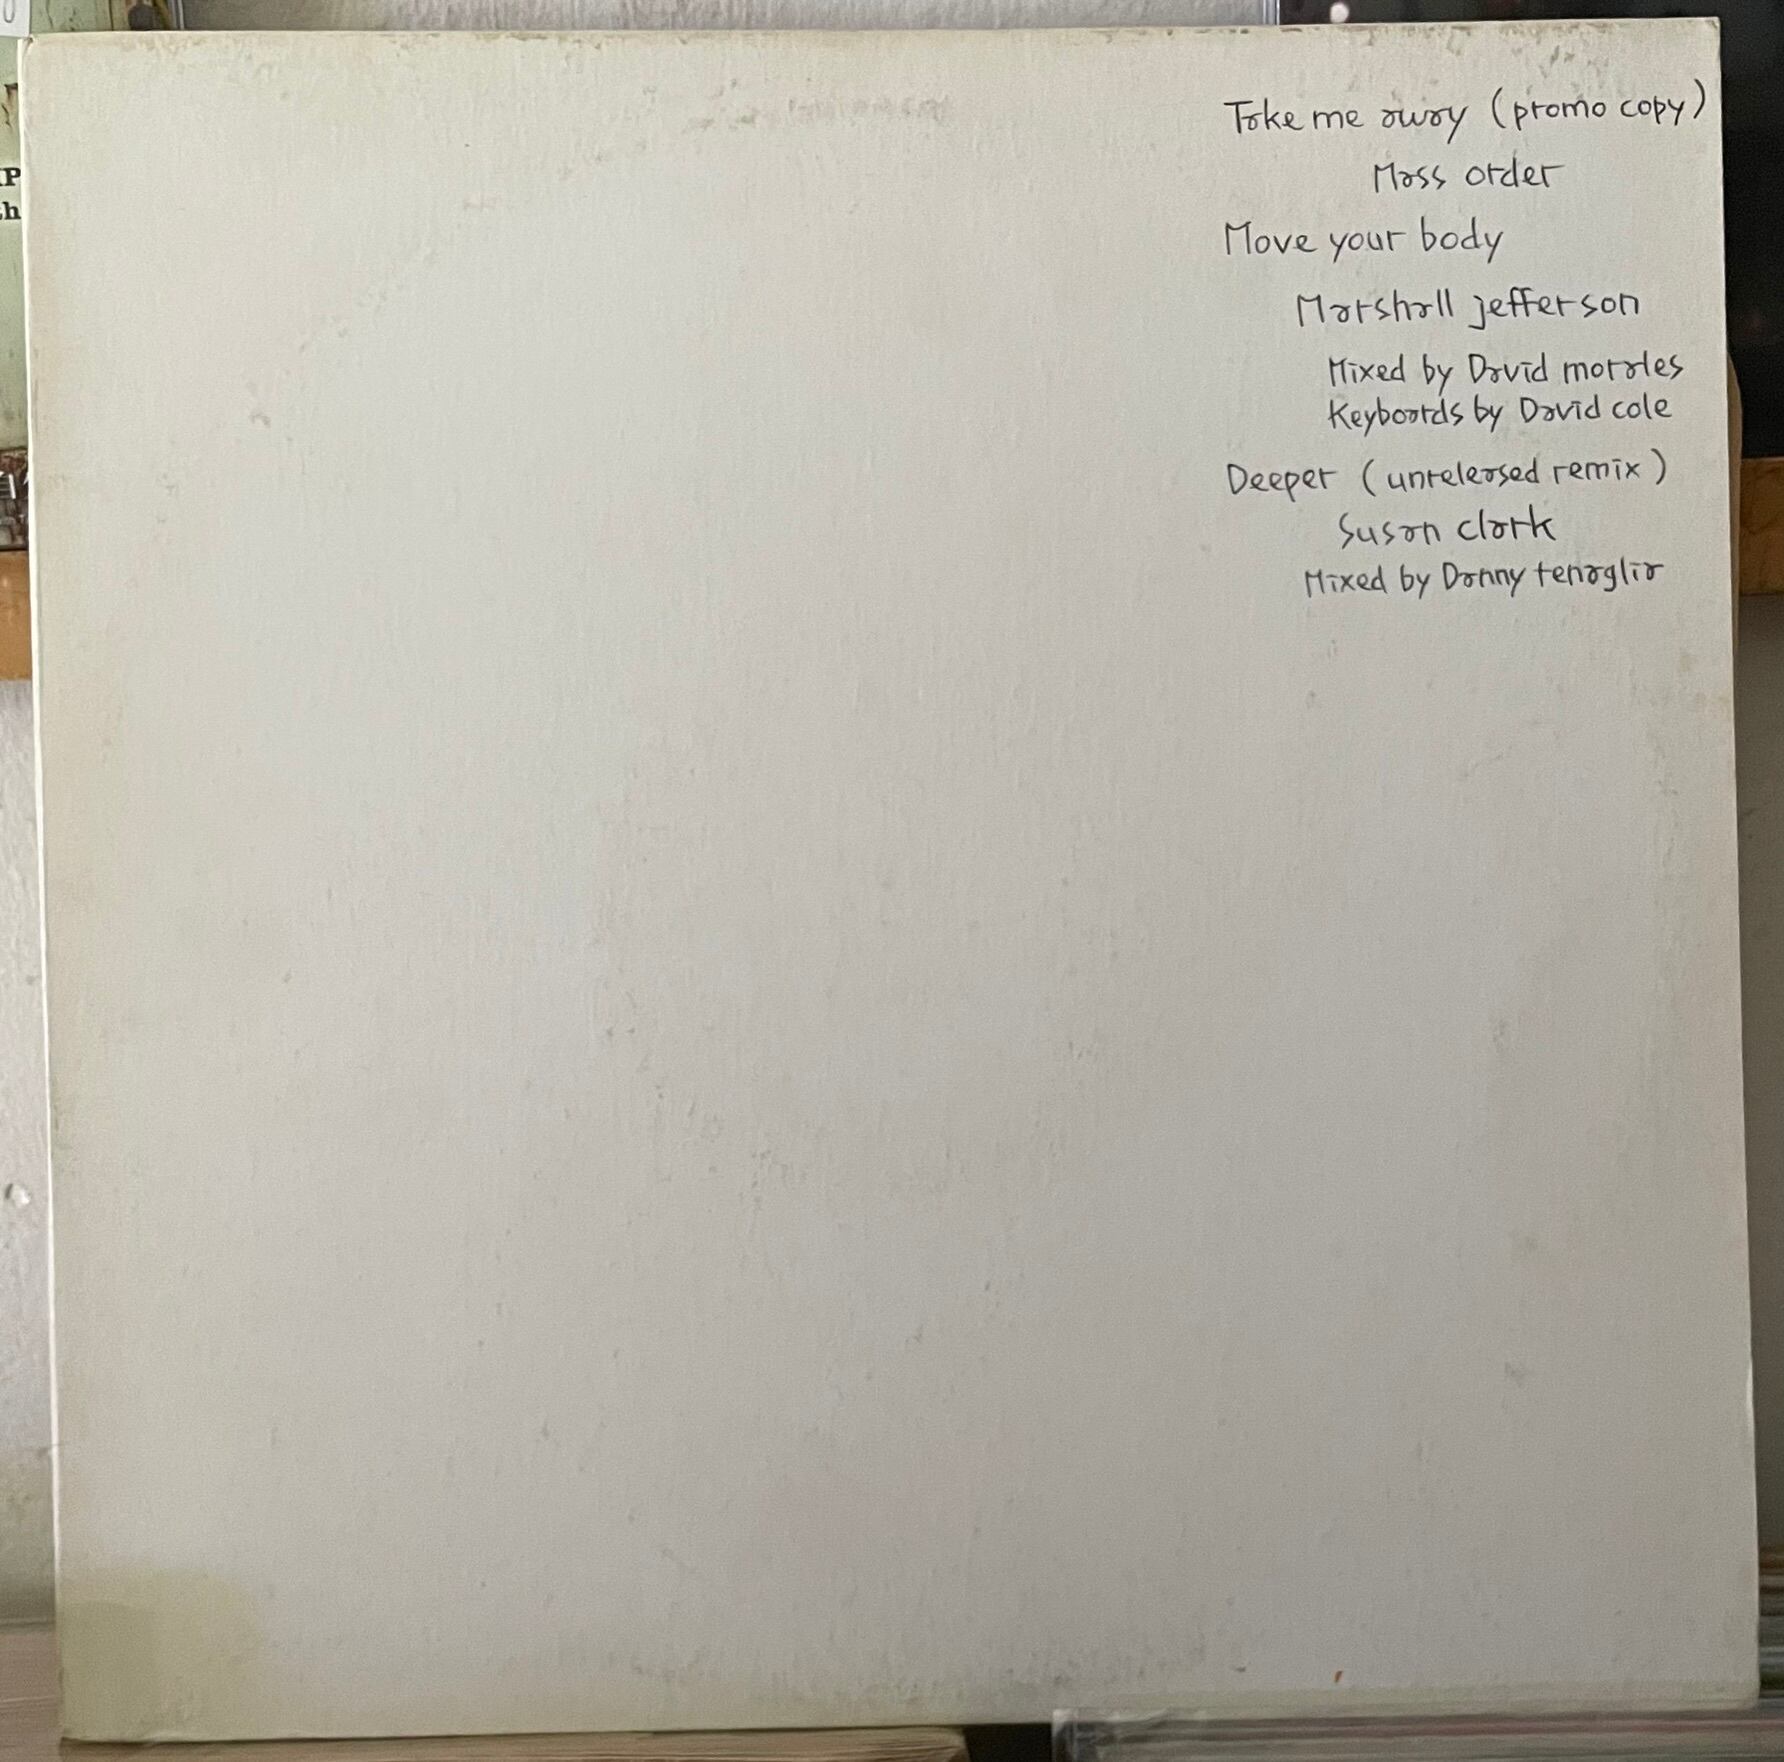 Take me away (promo copy)
Mass order
Move your body
Marshall jefferson
Mixed by David morales
Keyboards by David cole
Deeper (unreleased remix)
Susan clark
Mixed by Danny tenaglia